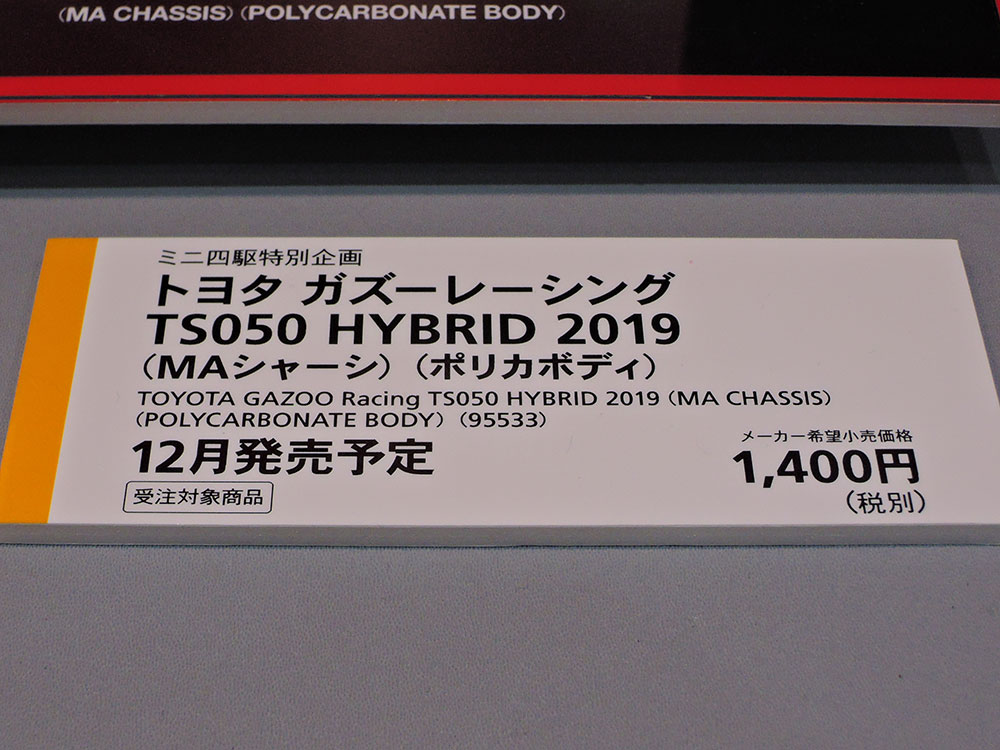 (MA CHASSIS) (POLYCARBONATE BODY)
ミニ四駆特別企画
トヨタ ガズーレーシング
TS050 HYBRID 2019
(MAシャーシ) (ポリカボディ)
TOYOTA GAZOO Racing TS050 HYBRID 2019 (MA CHASSIS)
(POLYCARBONATE BODY) (95533)
12月発売予定
受注対象商品
メーカー希望小売価格
1,400円
(税別)